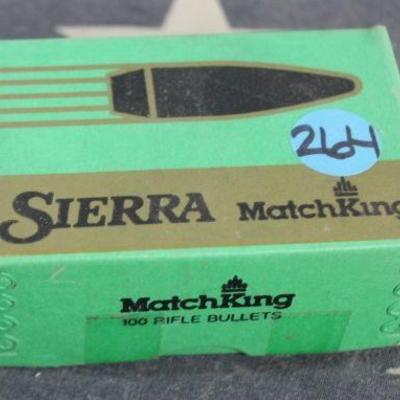 264
SIERRA MatchKing
MatchKing
100 RIFLE BULLETS